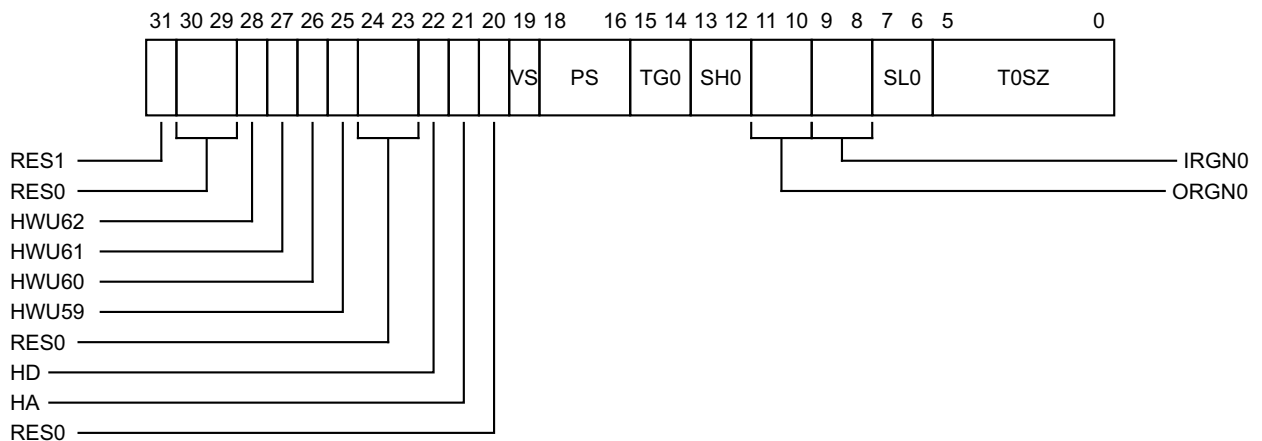 31 30 29 28 27 26 25 24 23 22 21 20 19 18 16 15 14 13 12 11 10 9 8 7 6 5 0
VS PS TG0 SH0 SL0 T0SZ
RES1 IRGN0
RES0 ORGN0
HWU62
HWU61
HWU60
HWU59
RES0
HD
HA
RES0